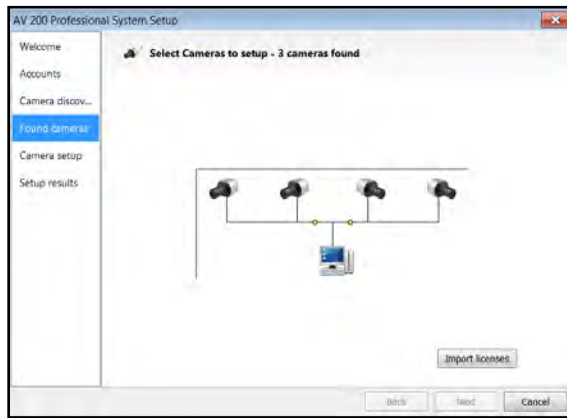 AV 200 Professional System Setup
Welcome
Accounts
Camera discov...
Found cameras
Camera setup
Setup results
Select Cameras to setup - 3 cameras found
Import licenses
Back
Next
Cancel